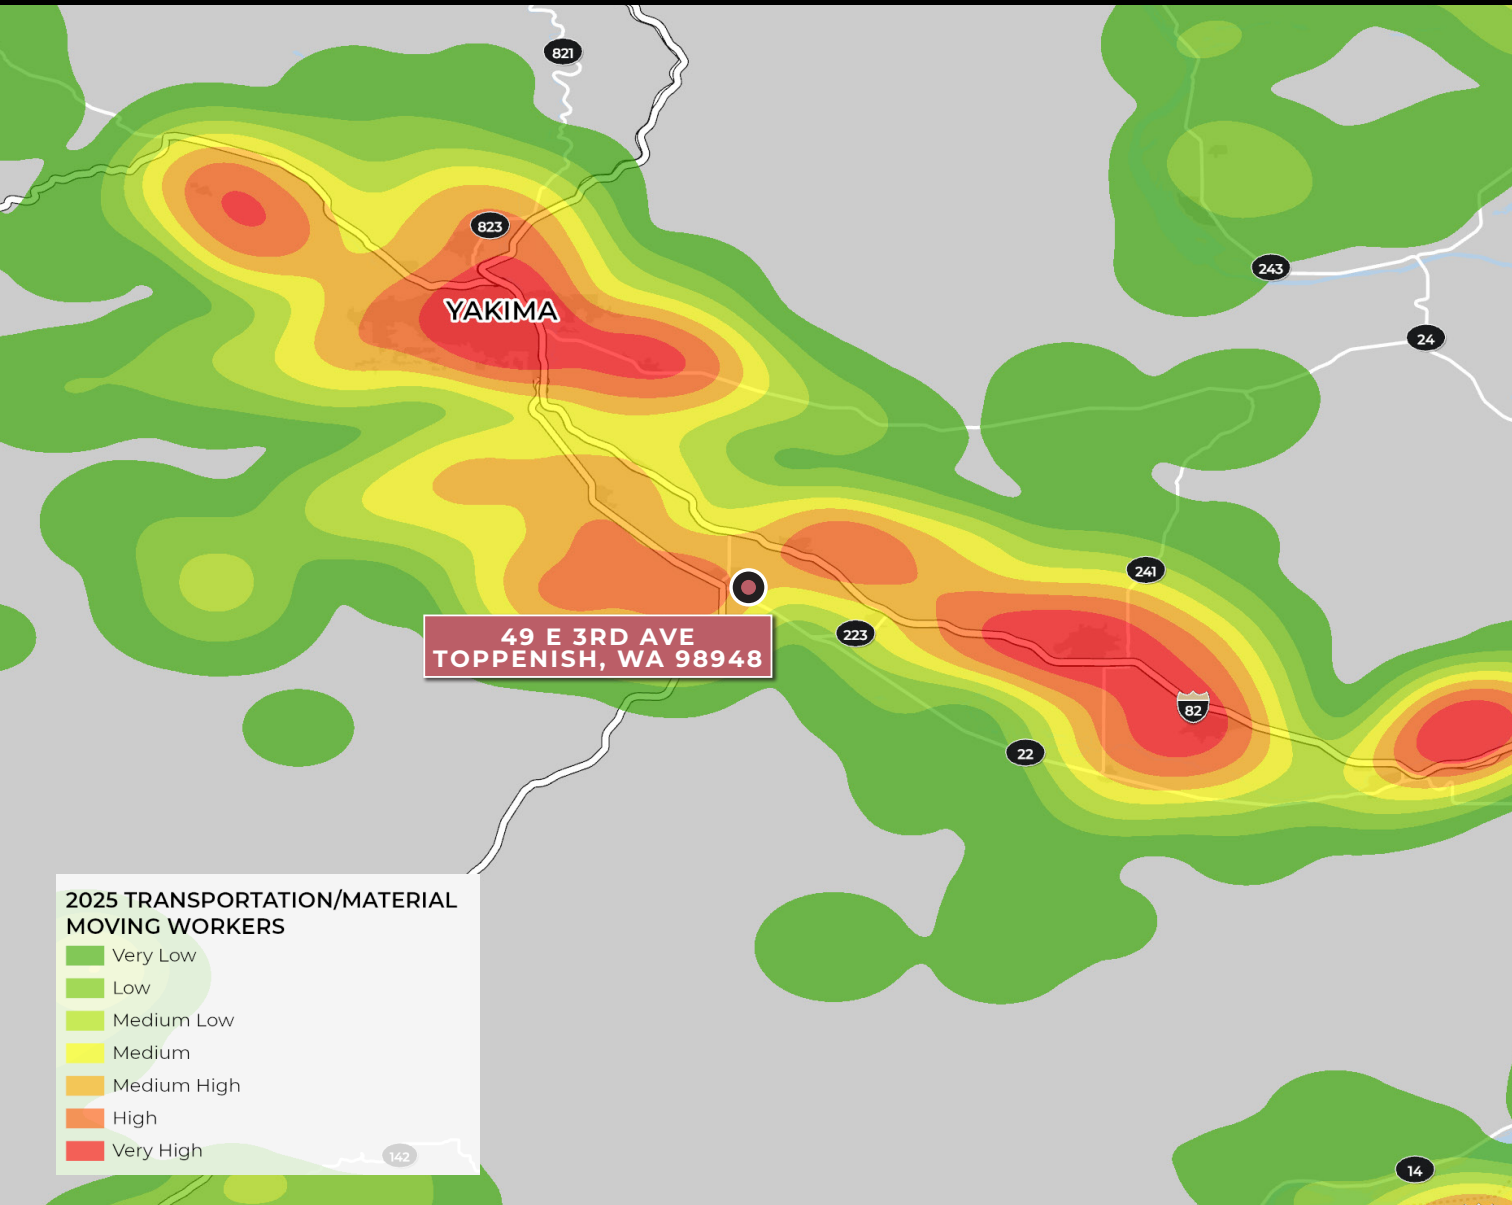 821
823
YAKIMA
243
24
241
49 E 3RD AVE
TOPPENISH, WA 98948
223
82
22
2025 TRANSPORTATION/MATERIAL
MOVING WORKERS
Very Low
Low
Medium Low
Medium
Medium High
High
Very High
142
14